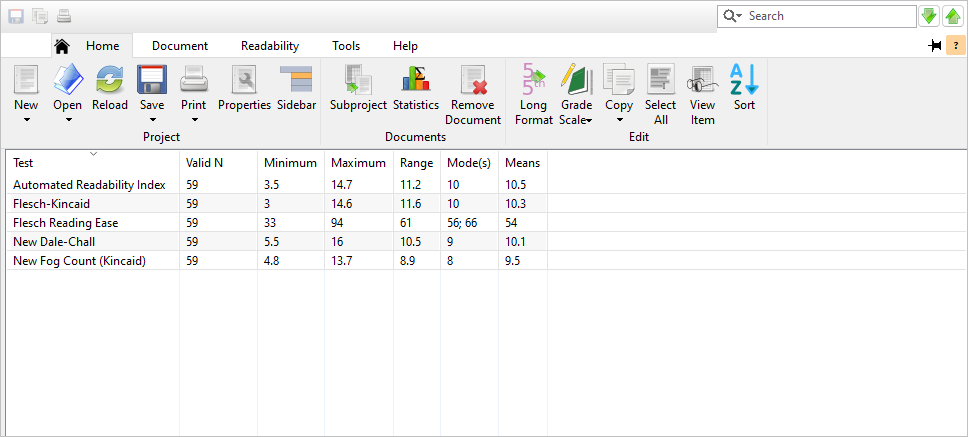 Search
?
Home Document Readability Tools Help
New Open Reload Save Print Properties Sidebar Subproject Statistics Remove Document Long Format Grade Scale Copy Select All View Item Sort
Project Documents Edit
Test Valid N Minimum Maximum Range Mode(s) Means
Automated Readability Index 59 3.5 14.7 11.2 10 10.5
Flesch-Kincaid 59 3 14.6 11.6 10 10.3
Flesch Reading Ease 59 33 94 61 56; 66 54
New Dale-Chall 59 5.5 16 10.5 9 10.1
New Fog Count (Kincaid) 59 4.8 13.7 8.9 8 9.5